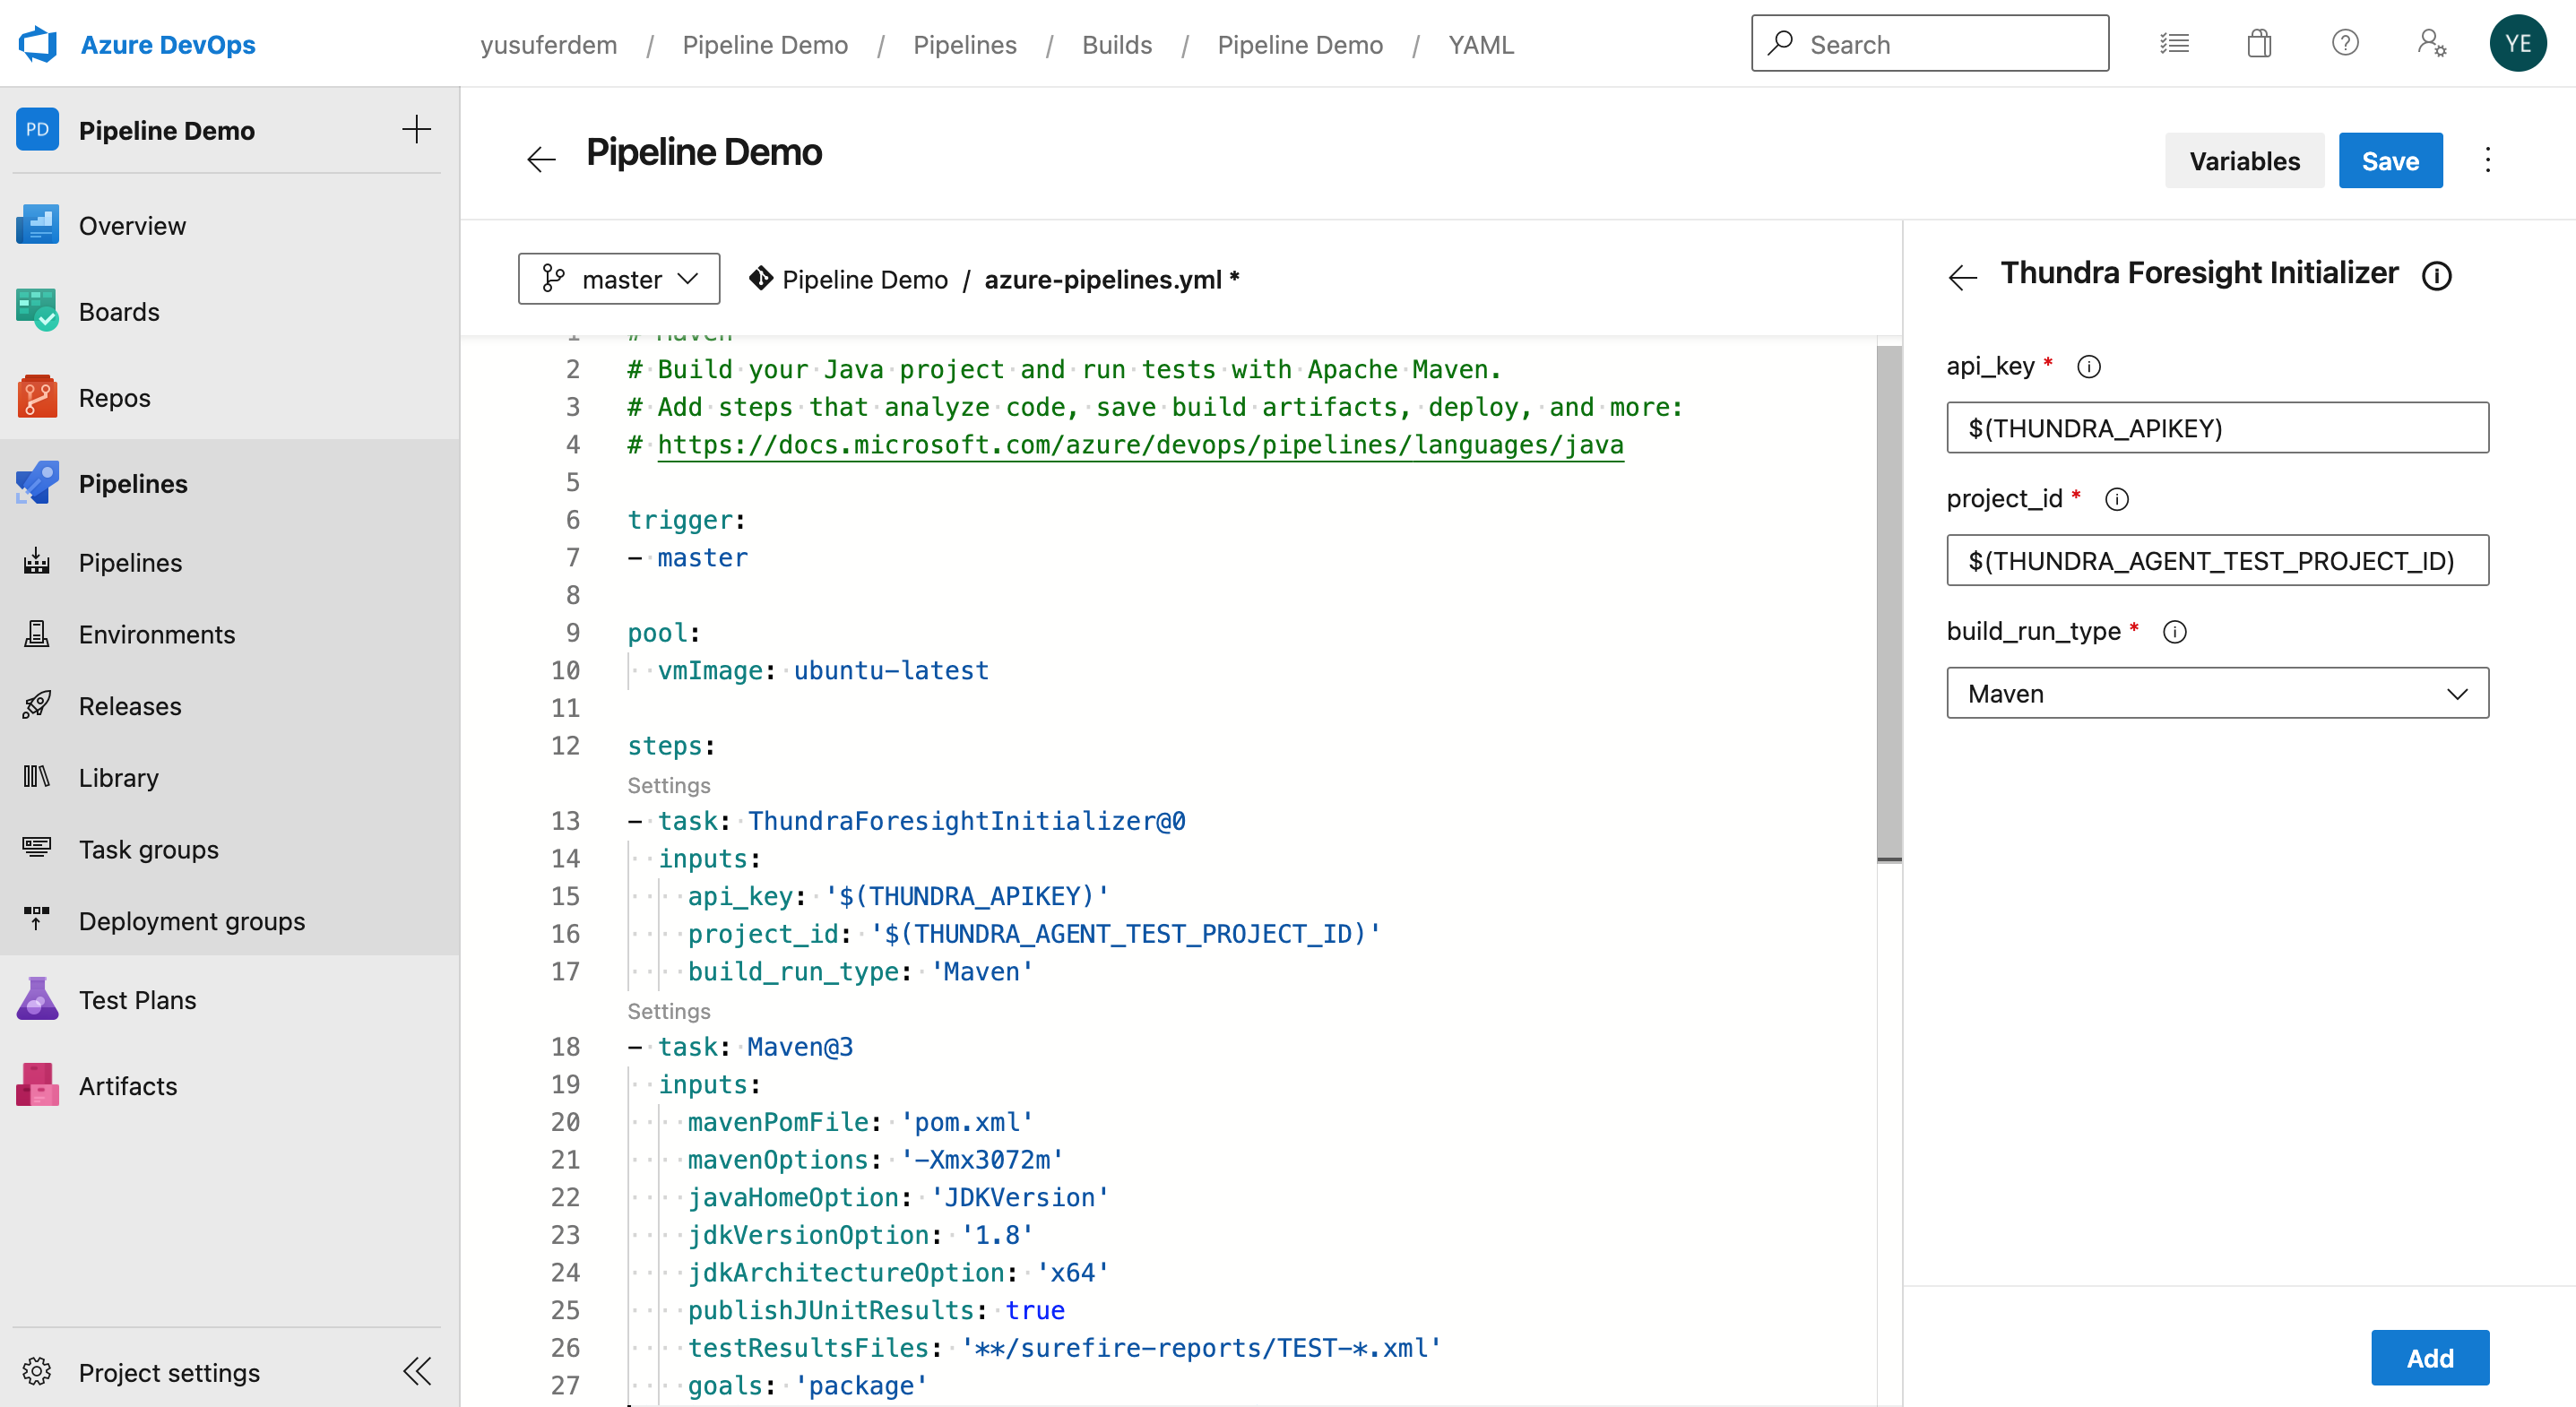 Azure DevOps
yusuferdem / Pipeline Demo / Pipelines / Builds / Pipeline Demo / YAML
Search
YE
PD Pipeline Demo
Overview
Boards
Repos
Pipelines
Pipelines
Environments
Releases
Library
Task groups
Deployment groups
Test Plans
Artifacts
Project settings
Pipeline Demo
Variables
Save
master
Pipeline Demo / azure-pipelines.yml *
1 # Maven
2 # Build your Java project and run tests with Apache Maven.
3 # Add steps that analyze code, save build artifacts, deploy, and more:
4 # https://docs.microsoft.com/azure/devops/pipelines/languages/java
5
6 trigger:
7 - master
8
9 pool:
10   vmImage: ubuntu-latest
11
12 steps:
Settings
13 - task: ThundraForesightInitializer@0
14   inputs:
15     api_key: '$(THUNDRA_APIKEY)'
16     project_id: '$(THUNDRA_AGENT_TEST_PROJECT_ID)'
17     build_run_type: 'Maven'
Settings
18 - task: Maven@3
19   inputs:
20     mavenPomFile: 'pom.xml'
21     mavenOptions: '-Xmx3072m'
22     javaHomeOption: 'JDKVersion'
23     jdkVersionOption: '1.8'
24     jdkArchitectureOption: 'x64'
25     publishJUnitResults: true
26     testResultsFiles: '**/surefire-reports/TEST-*.xml'
27     goals: 'package'
Thundra Foresight Initializer
api_key *
$(THUNDRA_APIKEY)
project_id *
$(THUNDRA_AGENT_TEST_PROJECT_ID)
build_run_type *
Maven
Add